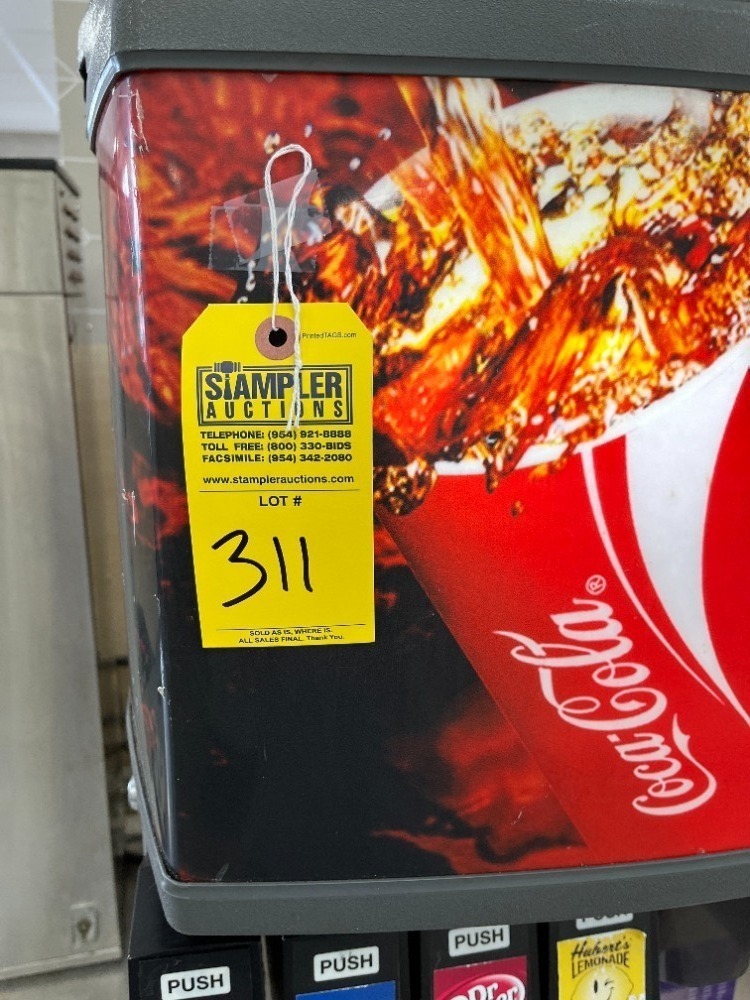 PrintedTAGS.com
STAMPLER
AUCTIONS
TELEPHONE: (954) 921-8888
TOLL FREE: (800) 330-BIDS
FACSIMILE: (954) 342-2080
www.stamplerauctions.com
LOT #
311
SOLD AS IS, WHERE IS.
ALL SALES FINAL. Thank You.
Coca-Cola®
PUSH
PUSH
PUSH
PUSH
Hubert's
LEMONADE
Dr